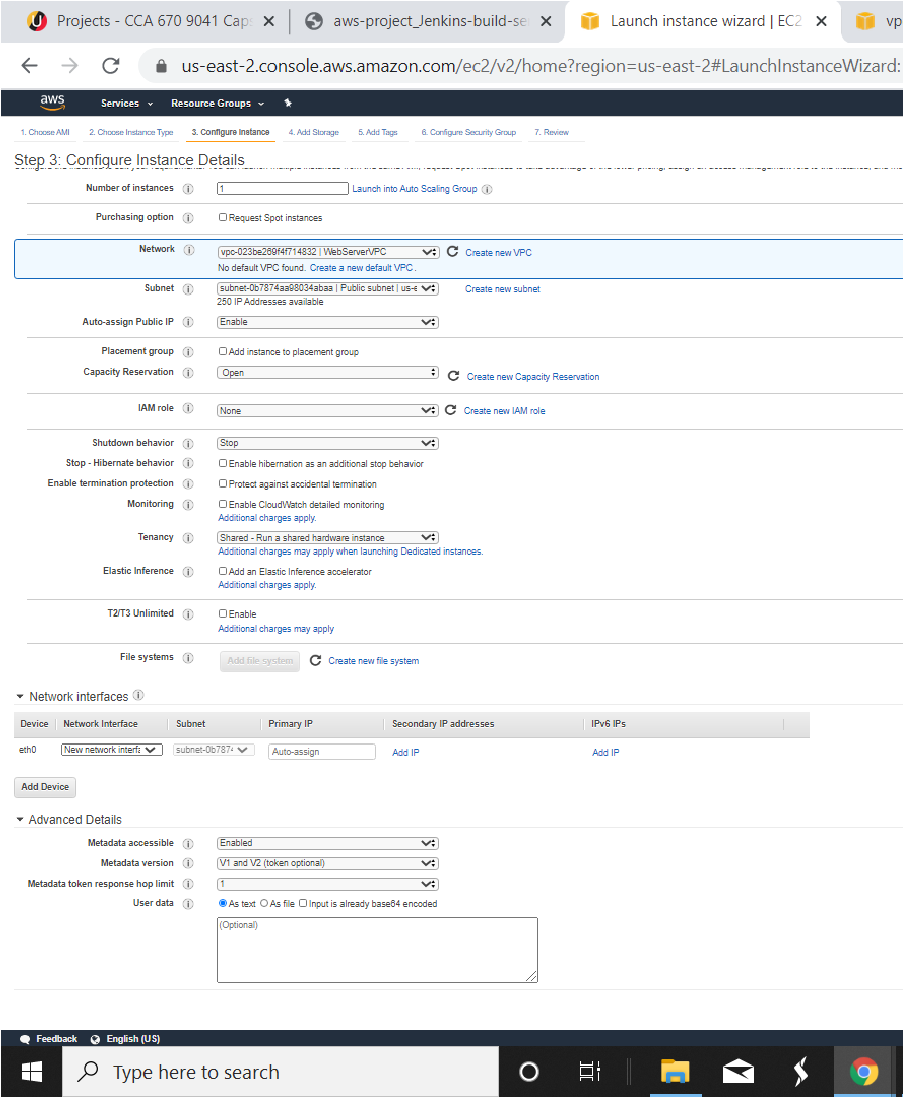 Projects - CCA 670 9041 Cap
aws-project_Jenkins-build-se
Launch instance wizard | EC2
vp
us-east-2.console.aws.amazon.com/ec2/v2/home?region=us-east-2#LaunchInstanceWizard:
aws Services Resource Groups
1. Choose AMI 2. Choose Instance Type 3. Configure Instance 4. Add Storage 5. Add Tags 6. Configure Security Group 7. Review
Step 3: Configure Instance Details
Number of instances 1 Launch into Auto Scaling Group
Purchasing option Request Spot instances
Network vpc-023be269f4f714832 | WebServerVPC Create new VPC
No default VPC found. Create a new default VPC.
Subnet subnet-0b7874aa98034abaa | Public subnet | us-e Create new subnet
250 IP Addresses available
Auto-assign Public IP Enable
Placement group Add instance to placement group
Capacity Reservation Open Create new Capacity Reservation
IAM role None Create new IAM role
Shutdown behavior Stop
Stop - Hibernate behavior Enable hibernation as an additional stop behavior
Enable termination protection Protect against accidental termination
Monitoring Enable CloudWatch detailed monitoring
Additional charges apply.
Tenancy Shared - Run a shared hardware instance
Additional charges may apply when launching Dedicated instances.
Elastic Inference Add an Elastic Inference accelerator
Additional charges apply.
T2/T3 Unlimited Enable
Additional charges may apply
File systems Add file system Create new file system
Network interfaces
Device Network Interface Subnet Primary IP Secondary IP addresses IPv6 IPs
eth0 New network interfa subnet-0b7874 Auto-assign Add IP Add IP
Add Device
Advanced Details
Metadata accessible Enabled
Metadata version V1 and V2 (token optional)
Metadata token response hop limit 1
User data As text As file Input is already base64 encoded
(Optional)
Feedback English (US)
Type here to search